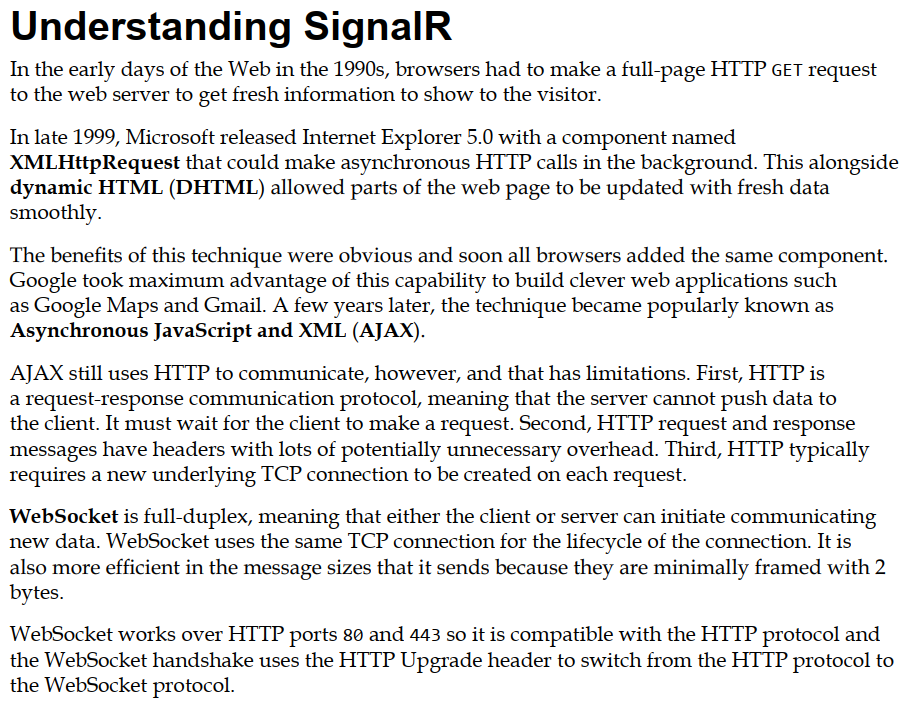 Understanding SignalR
In the early days of the Web in the 1990s, browsers had to make a full-page HTTP GET request
to the web server to get fresh information to show to the visitor.
In late 1999, Microsoft released Internet Explorer 5.0 with a component named
XMLHttpRequest that could make asynchronous HTTP calls in the background. This alongside
dynamic HTML (DHTML) allowed parts of the web page to be updated with fresh data
smoothly.
The benefits of this technique were obvious and soon all browsers added the same component.
Google took maximum advantage of this capability to build clever web applications such
as Google Maps and Gmail. A few years later, the technique became popularly known as
Asynchronous JavaScript and XML (AJAX).
AJAX still uses HTTP to communicate, however, and that has limitations. First, HTTP is
a request-response communication protocol, meaning that the server cannot push data to
the client. It must wait for the client to make a request. Second, HTTP request and response
messages have headers with lots of potentially unnecessary overhead. Third, HTTP typically
requires a new underlying TCP connection to be created on each request.
WebSocket is full-duplex, meaning that either the client or server can initiate communicating
new data. WebSocket uses the same TCP connection for the lifecycle of the connection. It is
also more efficient in the message sizes that it sends because they are minimally framed with 2
bytes.
WebSocket works over HTTP ports 80 and 443 so it is compatible with the HTTP protocol and
the WebSocket handshake uses the HTTP Upgrade header to switch from the HTTP protocol to
the WebSocket protocol.